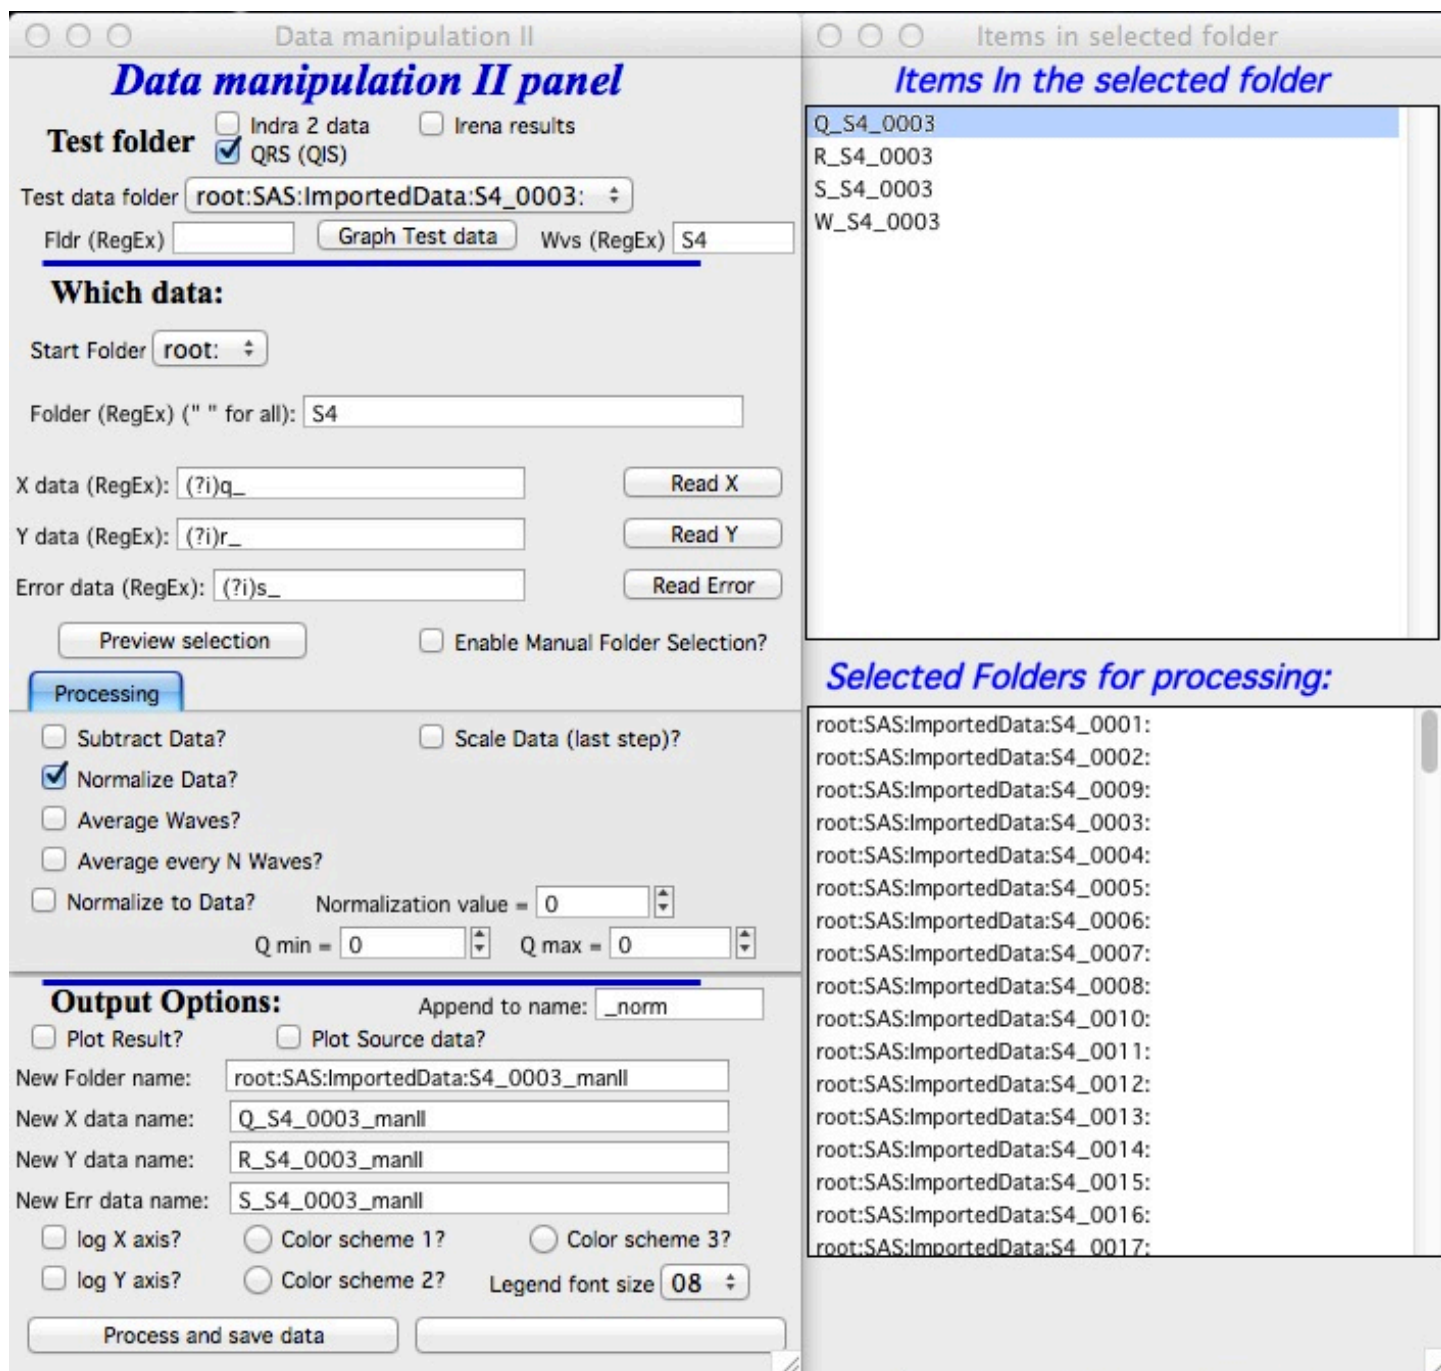 Data manipulation II
Data manipulation II panel
Test folder
Indra 2 data
Irena results
QRS (QIS)
Test data folder root:SAS:ImportedData:S4_0003:
Fldr (RegEx) Graph Test data Wvs (RegEx) S4
Which data:
Start Folder root:
Folder (RegEx) (" " for all): S4
X data (RegEx): (?i)q_ Read X
Y data (RegEx): (?i)r_ Read Y
Error data (RegEx): (?i)s_ Read Error
Preview selection Enable Manual Folder Selection?
Processing
Subtract Data? Scale Data (last step)?
Normalize Data?
Average Waves?
Average every N Waves?
Normalize to Data? Normalization value = 0
Q min = 0 Q max = 0
Output Options: Append to name: _norm
Plot Result? Plot Source data?
New Folder name: root:SAS:ImportedData:S4_0003_manII
New X data name: Q_S4_0003_manII
New Y data name: R_S4_0003_manII
New Err data name: S_S4_0003_manII
log X axis? Color scheme 1? Color scheme 3?
log Y axis? Color scheme 2? Legend font size 08
Process and save data
Items in selected folder
Items In the selected folder
Q_S4_0003
R_S4_0003
S_S4_0003
W_S4_0003
Selected Folders for processing:
root:SAS:ImportedData:S4_0001:
root:SAS:ImportedData:S4_0002:
root:SAS:ImportedData:S4_0009:
root:SAS:ImportedData:S4_0003:
root:SAS:ImportedData:S4_0004:
root:SAS:ImportedData:S4_0005:
root:SAS:ImportedData:S4_0006:
root:SAS:ImportedData:S4_0007:
root:SAS:ImportedData:S4_0008:
root:SAS:ImportedData:S4_0010:
root:SAS:ImportedData:S4_0011:
root:SAS:ImportedData:S4_0012:
root:SAS:ImportedData:S4_0013:
root:SAS:ImportedData:S4_0014:
root:SAS:ImportedData:S4_0015:
root:SAS:ImportedData:S4_0016:
root:SAS:ImportedData:S4_0017: